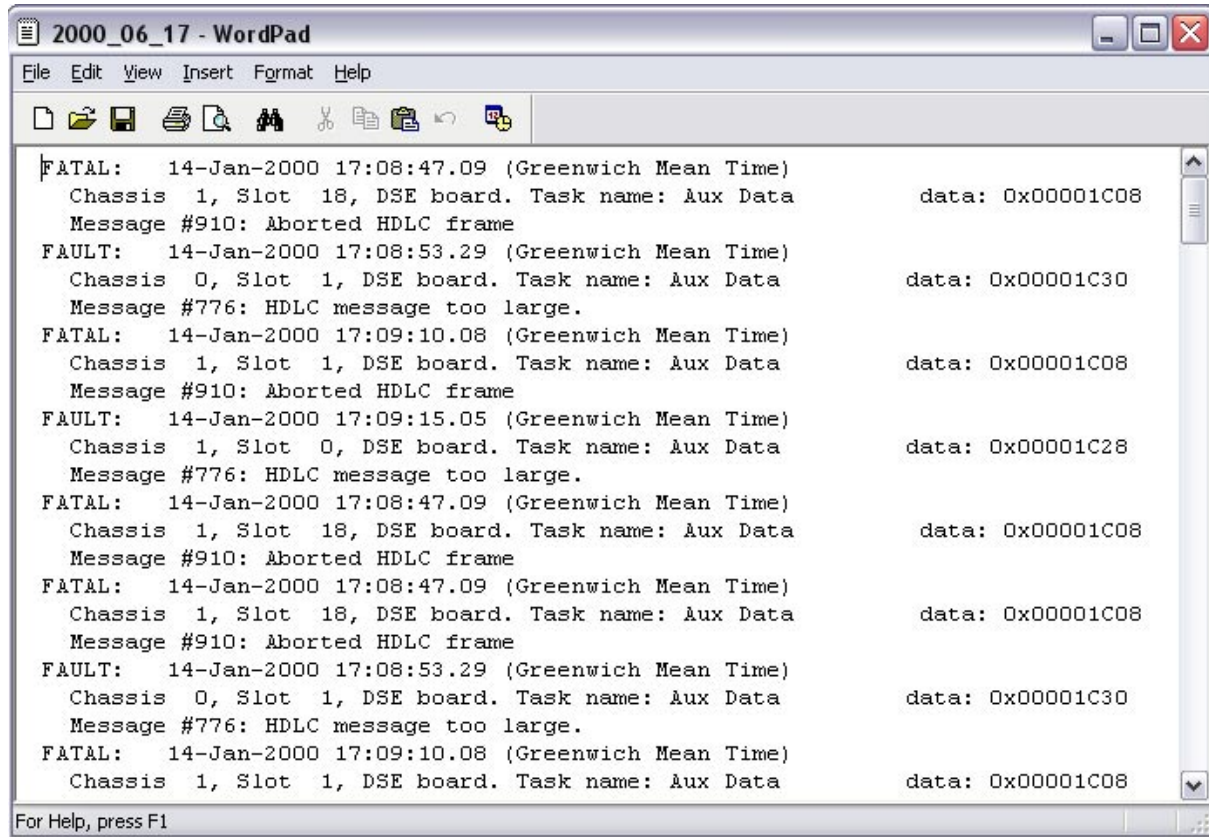 2000_06_17 - WordPad
File Edit View Insert Format Help
FATAL: 14-Jan-2000 17:08:47.09 (Greenwich Mean Time)
Chassis 1, Slot 18, DSE board. Task name: Aux Data data: 0x00001C08
Message #910: Aborted HDLC frame
FAULT: 14-Jan-2000 17:08:53.29 (Greenwich Mean Time)
Chassis 0, Slot 1, DSE board. Task name: Aux Data data: 0x00001C30
Message #776: HDLC message too large.
FATAL: 14-Jan-2000 17:09:10.08 (Greenwich Mean Time)
Chassis 1, Slot 1, DSE board. Task name: Aux Data data: 0x00001C08
Message #910: Aborted HDLC frame
FAULT: 14-Jan-2000 17:09:15.05 (Greenwich Mean Time)
Chassis 1, Slot 0, DSE board. Task name: Aux Data data: 0x00001C28
Message #776: HDLC message too large.
FATAL: 14-Jan-2000 17:08:47.09 (Greenwich Mean Time)
Chassis 1, Slot 18, DSE board. Task name: Aux Data data: 0x00001C08
Message #910: Aborted HDLC frame
FATAL: 14-Jan-2000 17:08:47.09 (Greenwich Mean Time)
Chassis 1, Slot 18, DSE board. Task name: Aux Data data: 0x00001C08
Message #910: Aborted HDLC frame
FAULT: 14-Jan-2000 17:08:53.29 (Greenwich Mean Time)
Chassis 0, Slot 1, DSE board. Task name: Aux Data data: 0x00001C30
Message #776: HDLC message too large.
FATAL: 14-Jan-2000 17:09:10.08 (Greenwich Mean Time)
Chassis 1, Slot 1, DSE board. Task name: Aux Data data: 0x00001C08
For Help, press F1